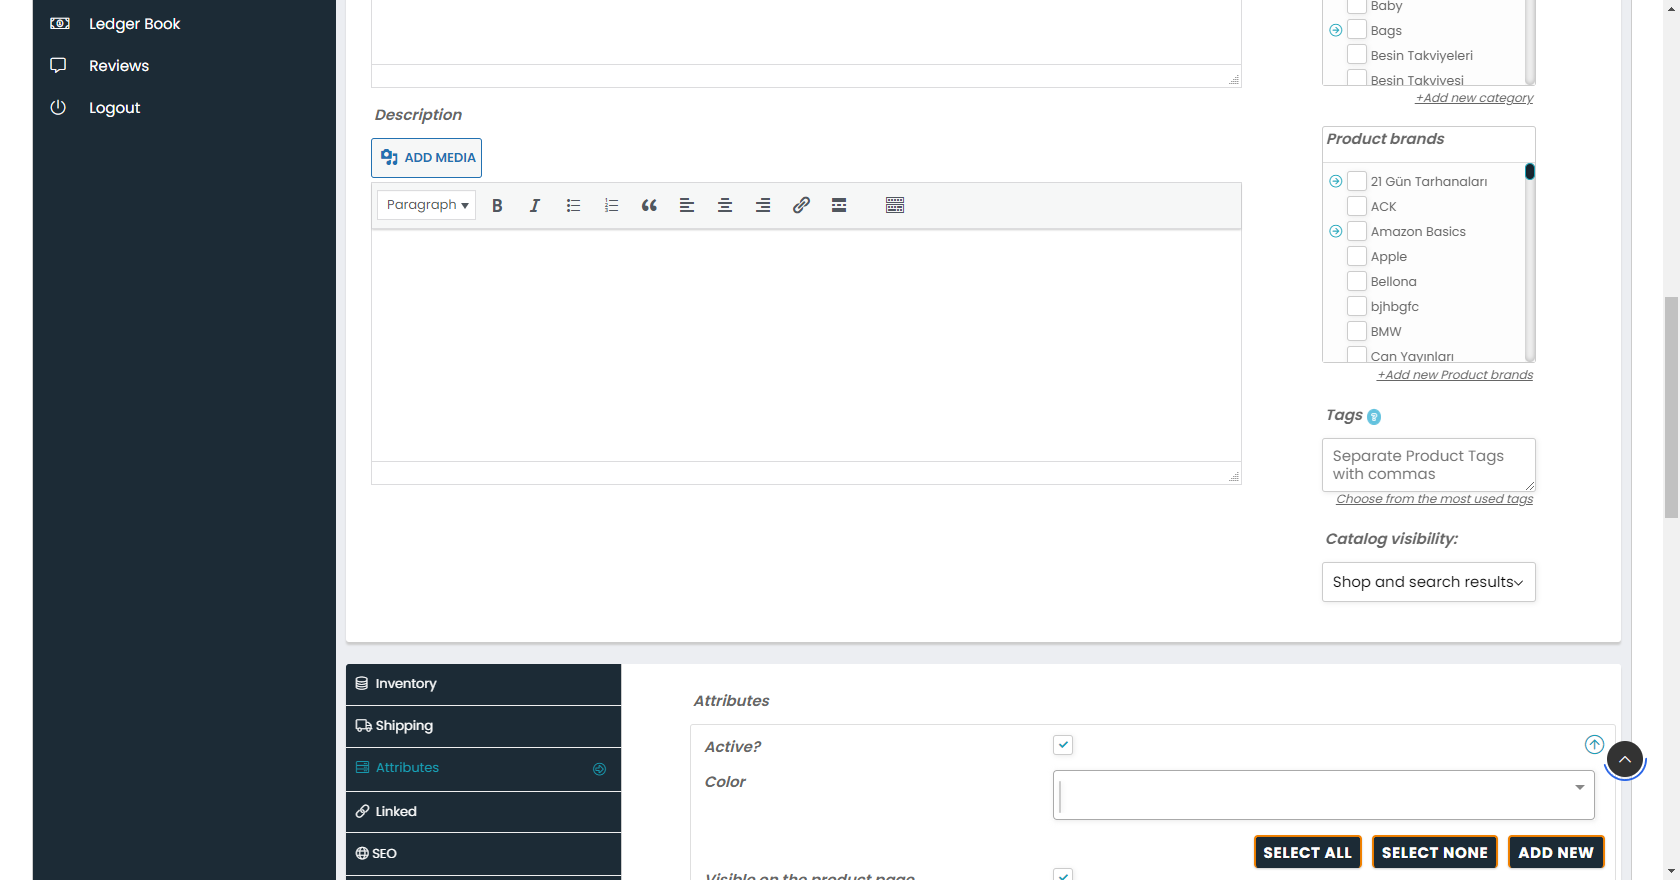 Ledger Book
Reviews
Logout
Baby
Bags
Besin Takviyeleri
Besin Takviyesi
+Add new category
Description
ADD MEDIA
Paragraph
Product brands
21 Gün Tarhanaları
ACK
Amazon Basics
Apple
Bellona
bjhbgfc
BMW
Can Yayınları
+Add new Product brands
Tags
Separate Product Tags
with commas
Choose from the most used tags
Catalog visibility:
Shop and search results
Inventory
Shipping
Attributes
Linked
SEO
Attributes
Active?
Color
SELECT ALL
SELECT NONE
ADD NEW
Visible on the product page